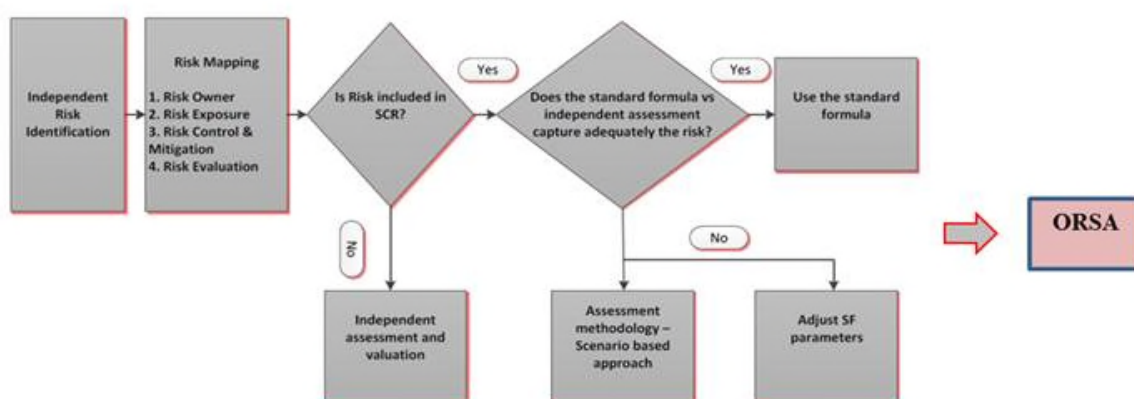 Independent
Risk
Identification
Risk Mapping
1. Risk Owner
2. Risk Exposure
3. Risk Control &
Mitigation
4. Risk Evaluation
Is Risk included in
SCR?
Yes
Does the standard formula vs
independent assessment
capture adequately the risk?
Yes
Use the standard
formula
ORSA
No
No
Independent
assessment and
valuation
Assessment
methodology –
Scenario based
approach
Adjust SF
parameters